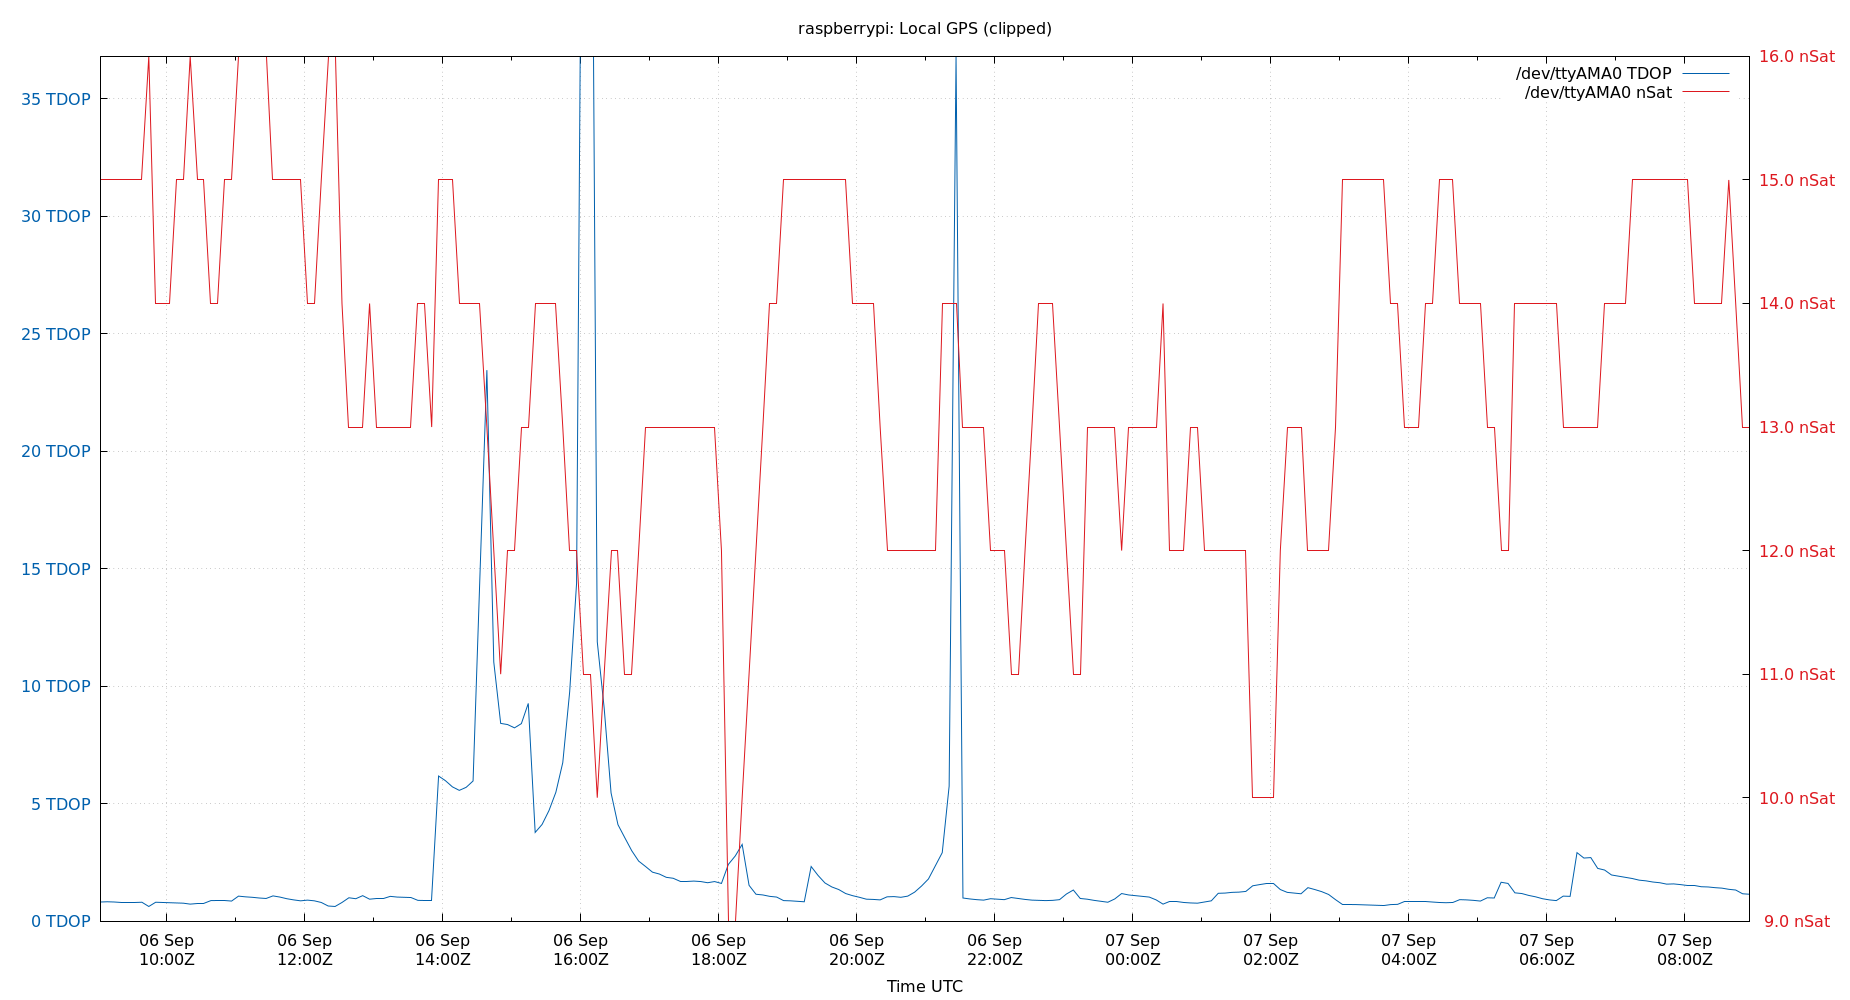 raspberrypi: Local GPS (clipped)
/dev/ttyAMA0 TDOP
/dev/ttyAMA0 nSat
35 TDOP
30 TDOP
25 TDOP
20 TDOP
15 TDOP
10 TDOP
5 TDOP
0 TDOP
16.0 nSat
15.0 nSat
14.0 nSat
13.0 nSat
12.0 nSat
11.0 nSat
10.0 nSat
9.0 nSat
06 Sep
10:00Z
06 Sep
12:00Z
06 Sep
14:00Z
06 Sep
16:00Z
06 Sep
18:00Z
06 Sep
20:00Z
06 Sep
22:00Z
07 Sep
00:00Z
07 Sep
02:00Z
07 Sep
04:00Z
07 Sep
06:00Z
07 Sep
08:00Z
Time UTC